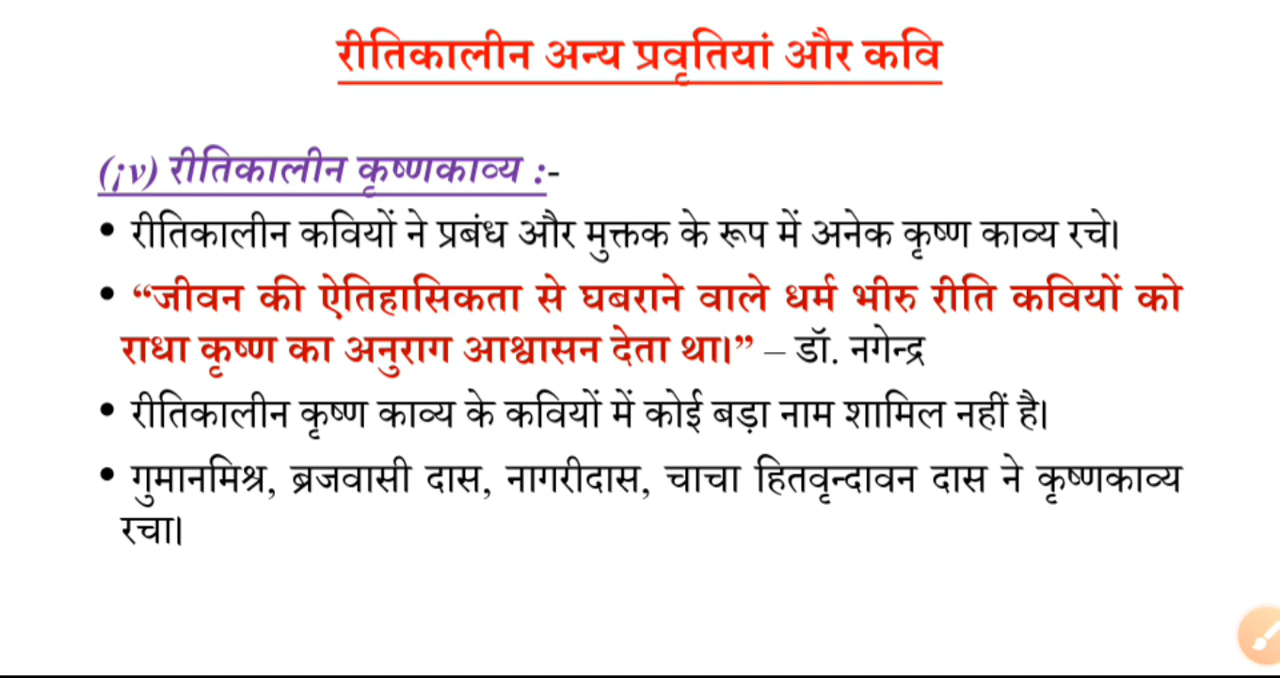 रीतिकालीन अन्य प्रवृतियां और कवि
(iv) रीतिकालीन कृष्णकाव्य :-
• रीतिकालीन कवियों ने प्रबंध और मुक्तक के रूप में अनेक कृष्ण काव्य रचे।
• “जीवन की ऐतिहासिकता से घबराने वाले धर्म भीरु रीति कवियों को
राधा कृष्ण का अनुराग आश्वासन देता था।” – डॉ. नगेन्द्र
• रीतिकालीन कृष्ण काव्य के कवियों में कोई बड़ा नाम शामिल नहीं है।
• गुमानमिश्र, ब्रजवासी दास, नागरीदास, चाचा हितवृन्दावन दास ने कृष्णकाव्य
रचा।